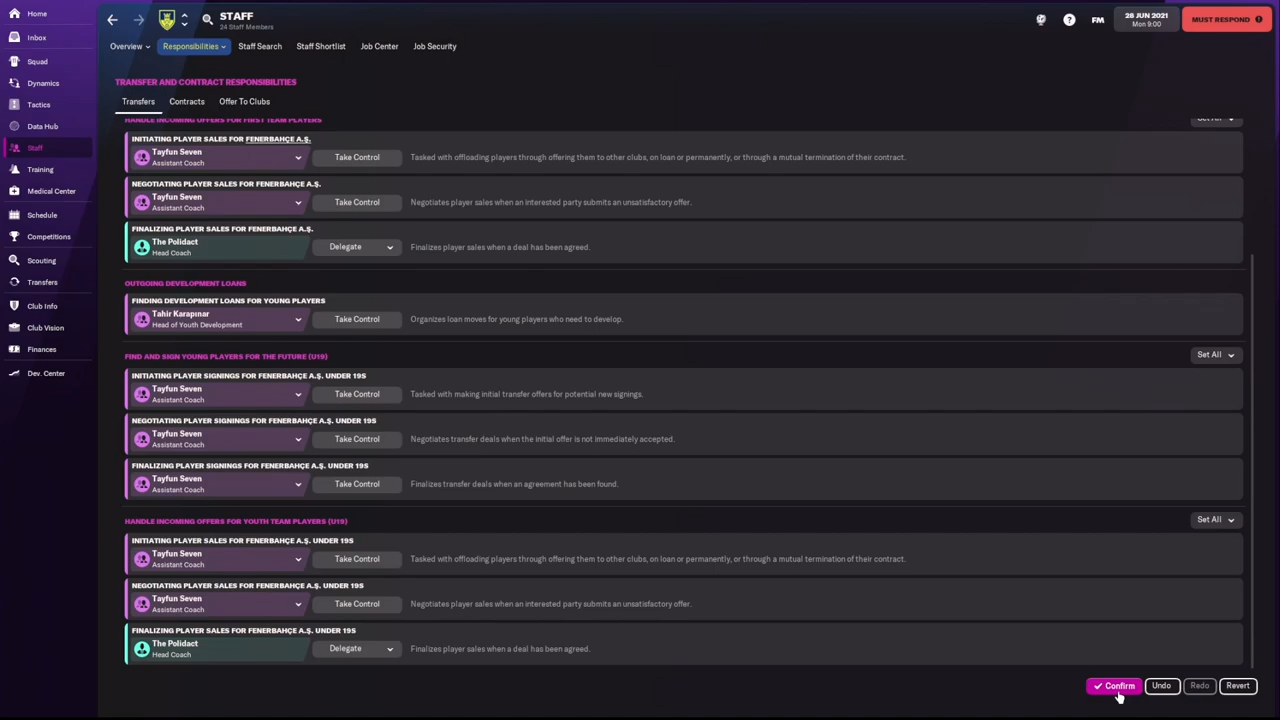 Home
Inbox
Squad
Dynamics
Tactics
Data Hub
Staff
Training
Medical Center
Schedule
Competitions
Scouting
Transfers
Club Info
Club Vision
Finances
Dev. Center
STAFF
24 Staff Members
FM
28 JUN 2021
Mon 9:00
MUST RESPOND
Overview
Responsibilities
Staff Search
Staff Shortlist
Job Center
Job Security
TRANSFER AND CONTRACT RESPONSIBILITIES
Transfers
Contracts
Offer To Clubs
HANDLE INCOMING OFFERS FOR FIRST TEAM PLAYERS
Set All
INITIATING PLAYER SALES FOR FENERBAHÇE A.Ş.
Tayfun Seven
Assistant Coach
Take Control
Tasked with offloading players through offering them to other clubs, on loan or permanently, or through a mutual termination of their contract.
NEGOTIATING PLAYER SALES FOR FENERBAHÇE A.Ş.
Tayfun Seven
Assistant Coach
Take Control
Negotiates player sales when an interested party submits an unsatisfactory offer.
FINALIZING PLAYER SALES FOR FENERBAHÇE A.Ş.
The Polidact
Head Coach
Delegate
Finalizes player sales when a deal has been agreed.
OUTGOING DEVELOPMENT LOANS
FINDING DEVELOPMENT LOANS FOR YOUNG PLAYERS
Tahir Karapınar
Head of Youth Development
Take Control
Organizes loan moves for young players who need to develop.
FIND AND SIGN YOUNG PLAYERS FOR THE FUTURE (U19)
Set All
INITIATING PLAYER SIGNINGS FOR FENERBAHÇE A.Ş. UNDER 19S
Tayfun Seven
Assistant Coach
Take Control
Tasked with making initial transfer offers for potential new signings.
NEGOTIATING PLAYER SIGNINGS FOR FENERBAHÇE A.Ş. UNDER 19S
Tayfun Seven
Assistant Coach
Take Control
Negotiates transfer deals when the initial offer is not immediately accepted.
FINALIZING PLAYER SIGNINGS FOR FENERBAHÇE A.Ş. UNDER 19S
Tayfun Seven
Assistant Coach
Take Control
Finalizes transfer deals when an agreement has been found.
HANDLE INCOMING OFFERS FOR YOUTH TEAM PLAYERS (U19)
Set All
INITIATING PLAYER SALES FOR FENERBAHÇE A.Ş. UNDER 19S
Tayfun Seven
Assistant Coach
Take Control
Tasked with offloading players through offering them to other clubs, on loan or permanently, or through a mutual termination of their contract.
NEGOTIATING PLAYER SALES FOR FENERBAHÇE A.Ş. UNDER 19S
Tayfun Seven
Assistant Coach
Take Control
Negotiates player sales when an interested party submits an unsatisfactory offer.
FINALIZING PLAYER SALES FOR FENERBAHÇE A.Ş. UNDER 19S
The Polidact
Head Coach
Delegate
Finalizes player sales when a deal has been agreed.
Confirm
Undo
Redo
Revert